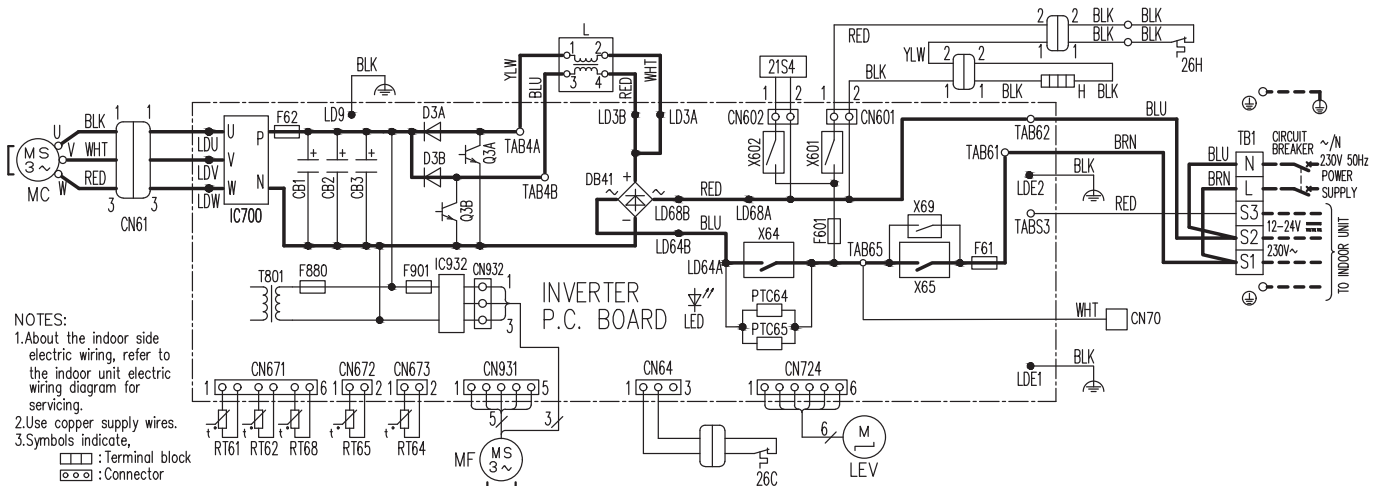 L
1 2
3 4
YLW
BLU
RED
WHT
RED
YLW
2 2 BLK BLK
BLK BLK
1 1
26H
21S4
1 2
1 2
BLK
2 2
1 1
BLK H BLK
BLK
LD9
F62
D3A
D3B
Q3A
Q3B
TAB4A
TAB4B
LD3B
LD3A
CN602
CN601
X602
X601
BLU
TAB62
TAB61
BRN
TB1
CIRCUIT
BREAKER
~/N
230V 50Hz
POWER
SUPPLY
BLU
BRN
N
L
S3
S2
S1
12-24V
230V~
TO INDOOR UNIT
MS
3~
MC
U
V
W
BLK
WHT
RED
1 1
3 3
CN61
LDU
LDV
LDW
U
V
W
P
N
IC700
CB1
CB2
CB3
DB41
+
~ ~
−
LD68B
RED
LD68A
BLU
LD64B
LD64A
X64
F601
TAB65
X69
X65
F61
BLK
LDE2
RED
TABS3
PTC64
PTC65
LED
INVERTER
P.C. BOARD
T801
F880
F901
IC932
CN932
1
3
WHT
CN70
BLK
LDE1
NOTES:
1.About the indoor side
electric wiring, refer to
the indoor unit electric
wiring diagram for
servicing.
2.Use copper supply wires.
3.Symbols indicate,
: Terminal block
: Connector
CN671
1 6
CN672
1 2
CN673
1 2
CN931
1 5
CN64
1 3
CN724
1 6
t°
RT61
t°
RT62
t°
RT68
t°
RT65
t°
RT64
5
3
MF
MS
3~
26C
6
M
LEV